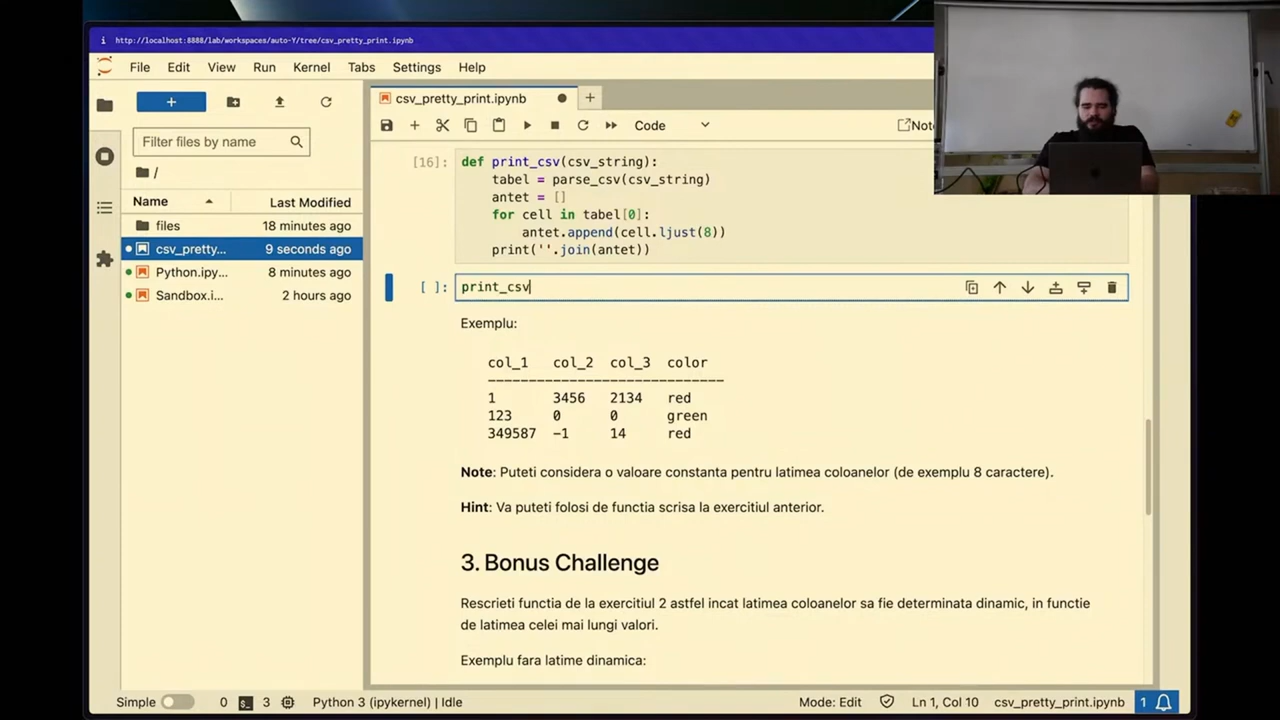 http://localhost:8888/lab/workspaces/auto-Y/tree/csv_pretty_print.ipynb
File Edit View Run Kernel Tabs Settings Help
csv_pretty_print.ipynb
Code
Filter files by name
/
Name Last Modified
files 18 minutes ago
csv_pretty... 9 seconds ago
Python.ipy... 8 minutes ago
Sandbox.i... 2 hours ago
[16]: def print_csv(csv_string):
tabel = parse_csv(csv_string)
antet = []
for cell in tabel[0]:
antet.append(cell.ljust(8))
print(''.join(antet))
[ ]: print_csv
Exemplu:
col_1 col_2 col_3 color
-----------------------------
1 3456 2134 red
123 0 0 green
349587 -1 14 red
Note: Puteti considera o valoare constanta pentru latimea coloanelor (de exemplu 8 caractere).
Hint: Va puteti folosi de functia scrisa la exercitiul anterior.
3. Bonus Challenge
Rescrieti functia de la exercitiul 2 astfel incat latimea coloanelor sa fie determinata dinamic, in functie
de latimea celei mai lungi valori.
Exemplu fara latime dinamica:
Simple 0 3 Python 3 (ipykernel) | Idle Mode: Edit Ln 1, Col 10 csv_pretty_print.ipynb 1